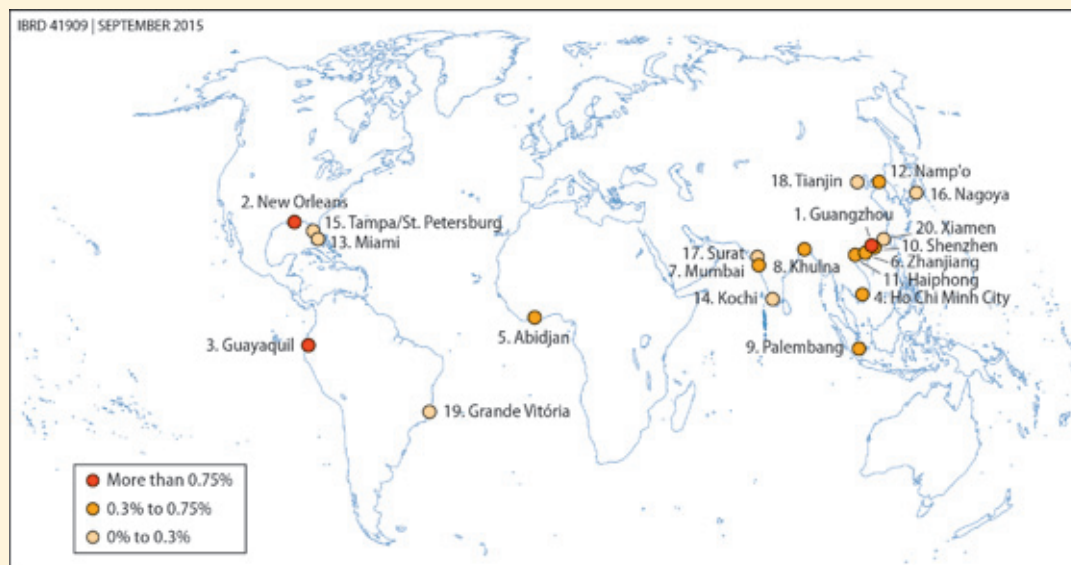 IBRD 41909 | SEPTEMBER 2015
12. Namp'o
18. Tianjin
16. Nagoya
2. New Orleans
1. Guangzhou
15. Tampa/St. Petersburg
20. Xiamen
13. Miami
10. Shenzhen
17. Surat
6. Zhanjiang
7. Mumbai
8. Khulna
11. Haiphong
14. Kochi
4. Ho Chi Minh City
5. Abidjan
3. Guayaquil
9. Palembang
19. Grande Vitória
More than 0.75%
0.3% to 0.75%
0% to 0.3%